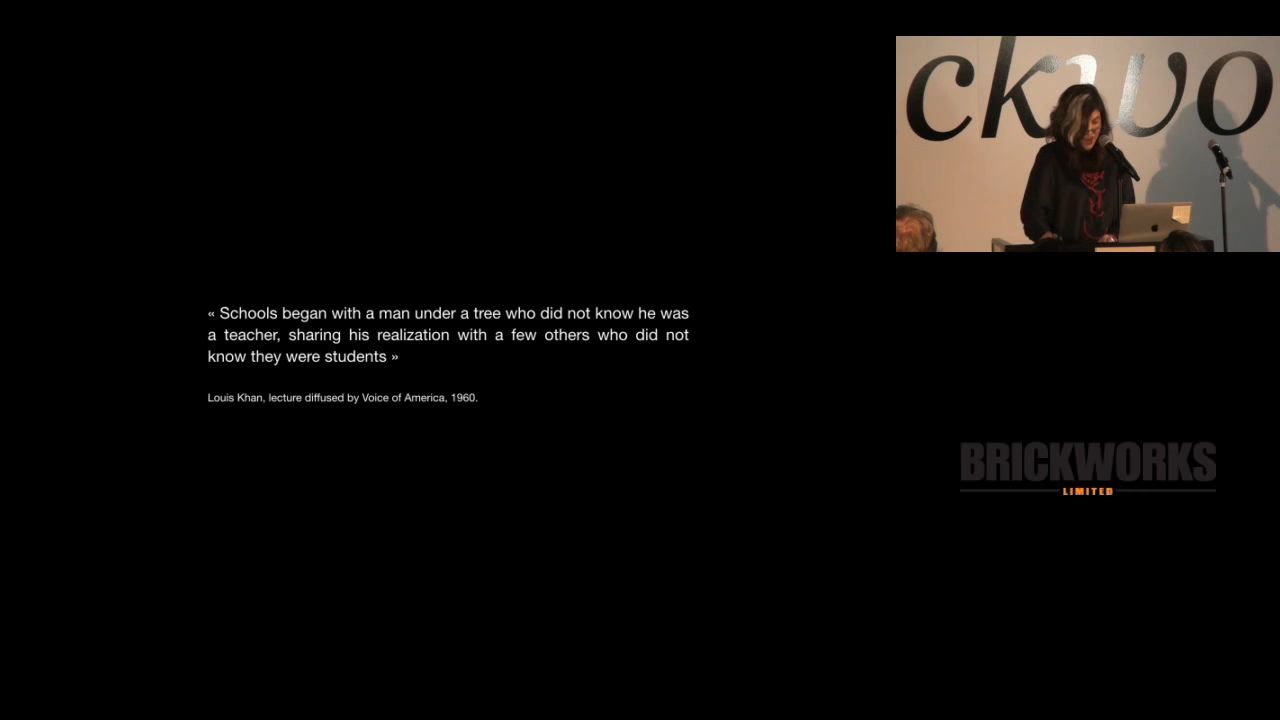 ckwo
« Schools began with a man under a tree who did not know he was
a teacher, sharing his realization with a few others who did not
know they were students »
Louis Khan, lecture diffused by Voice of America, 1960.
BRICKWORKS
LIMITED